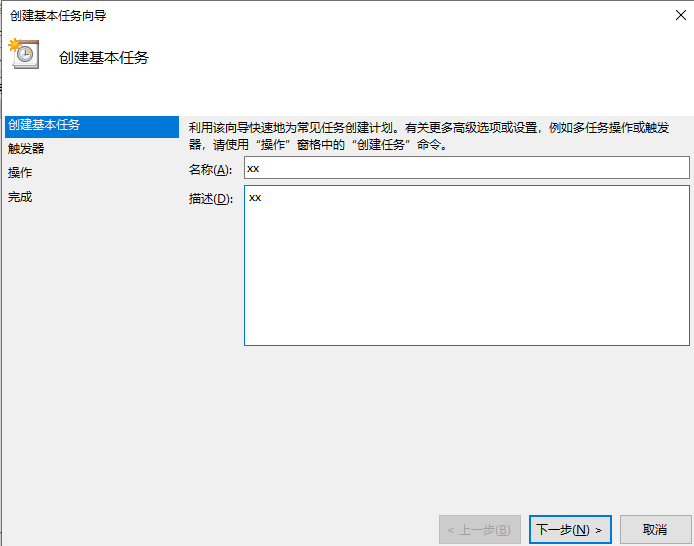 创建基本任务向导
创建基本任务
创建基本任务
触发器
操作
完成
利用该向导快速地为常见任务创建计划。有关更多高级选项或设置，例如多任务操作或触发
器，请使用“操作”窗格中的“创建任务”命令。
名称(A): xx
描述(D): xx
< 上一步(B) 下一步(N) > 取消